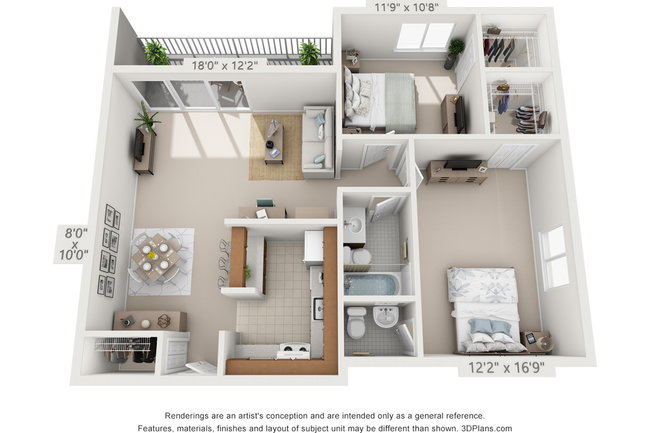 11'9" x 10'8"
18'0" x 12'2"
8'0"
x
10'0"
12'2" x 16'9"
Renderings are an artist's conception and are intended only as a general reference.
Features, materials, finishes and layout of subject unit may be different than shown. 3DPlans.com